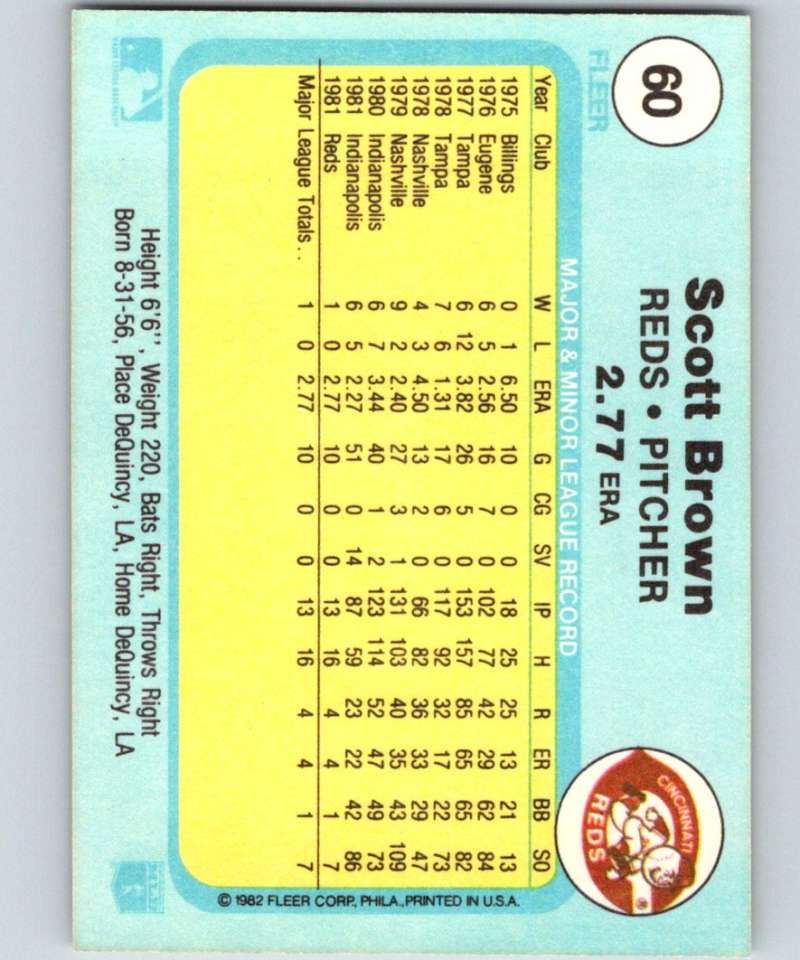 60
FLEER
Scott Brown
REDS • PITCHER
2.77 ERA
CINCINNATI
REDS
®
MAJOR & MINOR LEAGUE RECORD
Year Club W L ERA G CG SV IP H R ER BB SO
1975 Billings 0 1 6.50 10 0 0 18 25 25 13 21 13
1976 Eugene 6 5 2.56 16 7 0 102 77 42 29 62 84
1977 Tampa 6 12 3.82 26 5 0 153 157 85 65 65 82
1978 Tampa 7 6 1.31 17 6 0 117 92 32 17 22 73
1978 Nashville 4 3 4.50 13 2 0 66 82 36 33 29 47
1979 Nashville 9 2 2.40 27 3 1 131 103 40 35 43 109
1980 Indianapolis 6 7 3.44 40 1 2 123 114 52 47 49 73
1981 Indianapolis 6 5 2.27 51 0 14 87 59 23 22 42 86
1981 Reds 1 0 2.77 10 0 0 13 16 4 4 1 7
Major League Totals . . 1 0 2.77 10 0 0 13 16 4 4 1 7
Height 6'6'', Weight 220, Bats Right, Throws Right
Born 8-31-56, Place DeQuincy, LA, Home DeQuincy, LA
© 1982 FLEER CORP., PHILA., PRINTED IN U.S.A.